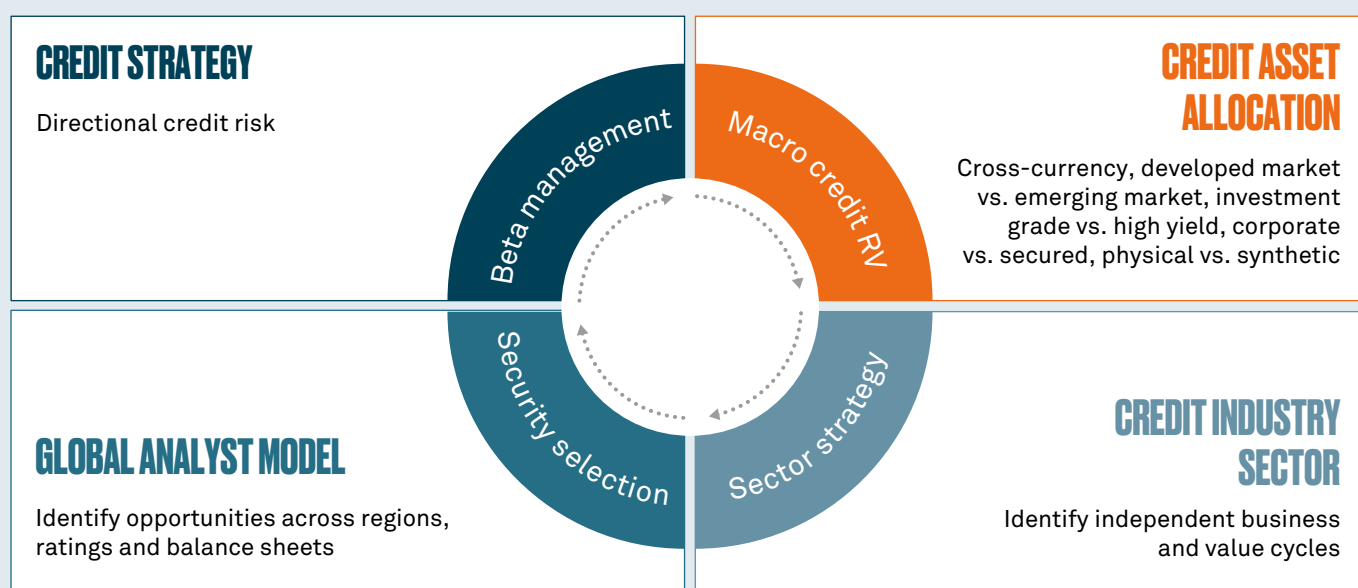 CREDIT STRATEGY
Directional credit risk
Beta management
CREDIT ASSET
ALLOCATION
Cross-currency, developed market
vs. emerging market, investment
grade vs. high yield, corporate
vs. secured, physical vs. synthetic
Macro credit RV
GLOBAL ANALYST MODEL
Identify opportunities across regions,
ratings and balance sheets
Security selection
Sector strategy
CREDIT INDUSTRY
SECTOR
Identify independent business
and value cycles